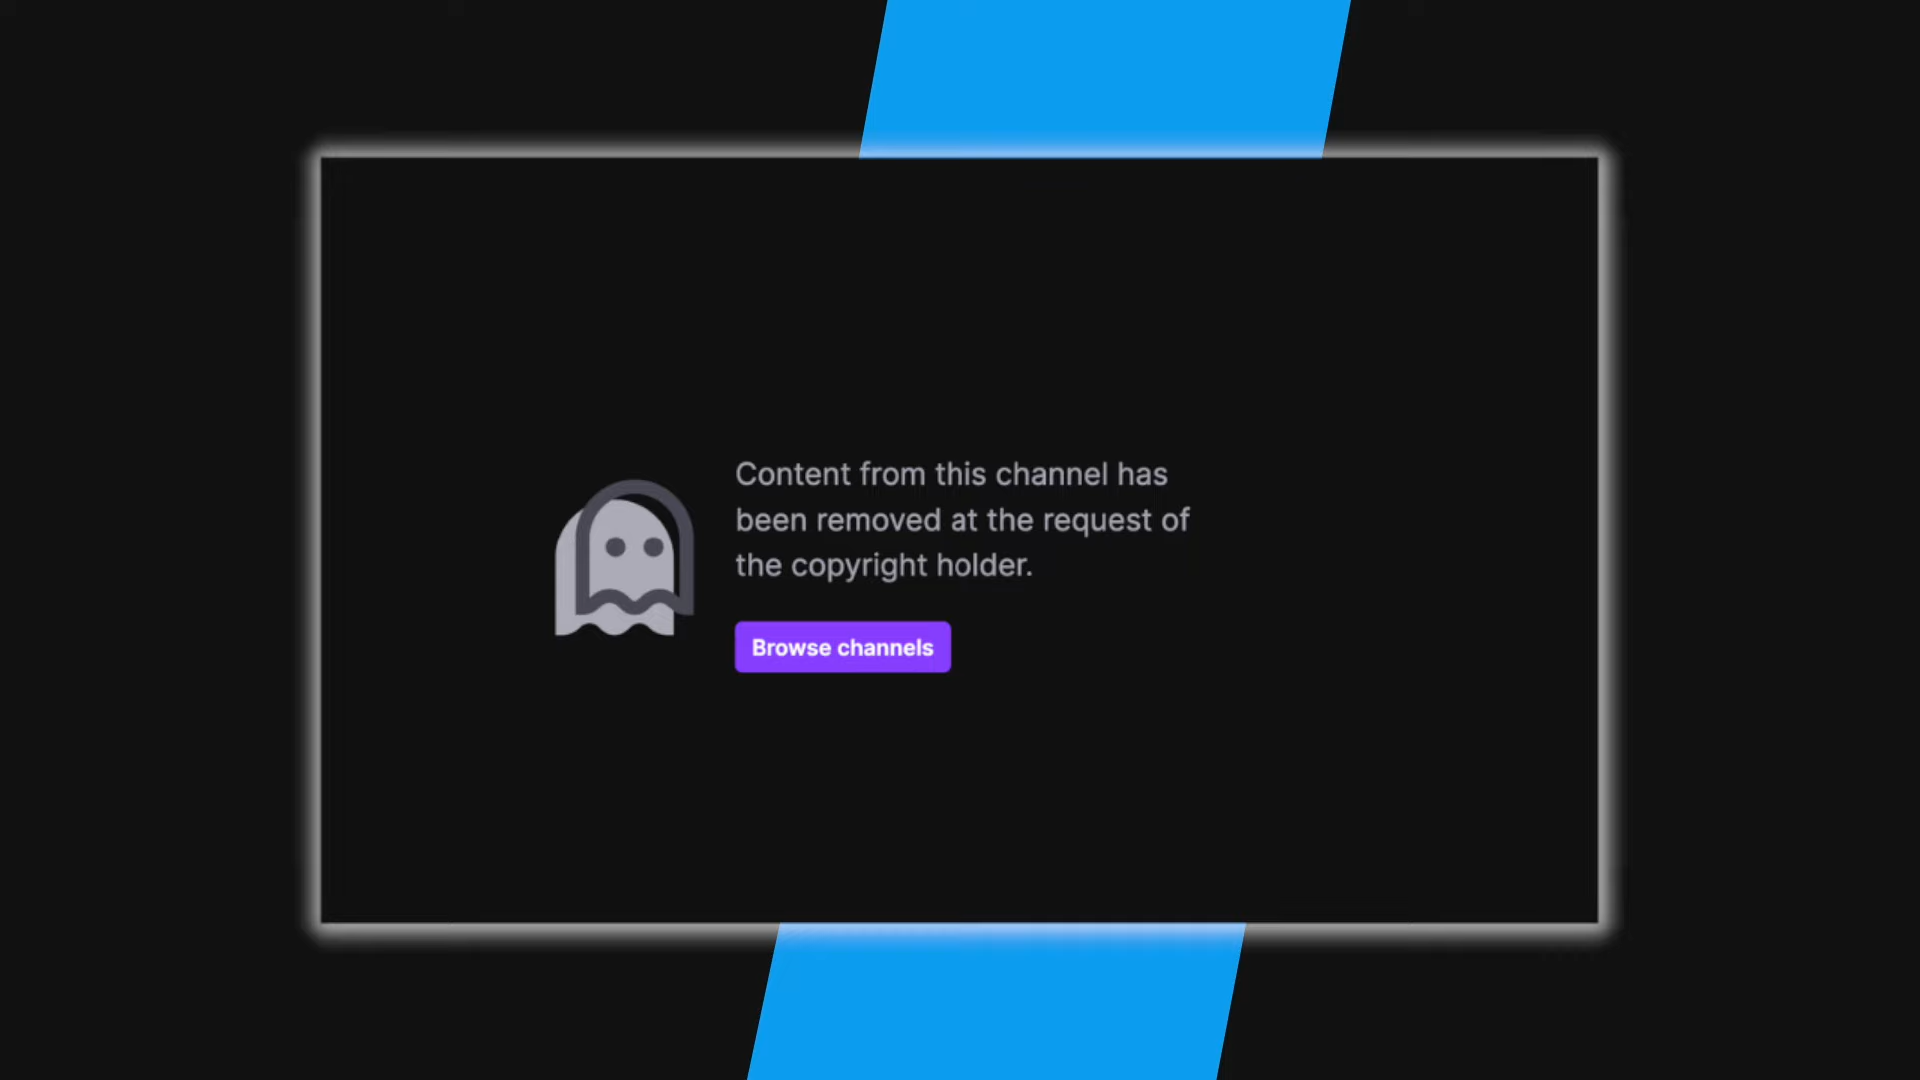 Content from this channel has
been removed at the request of
the copyright holder.
Browse channels